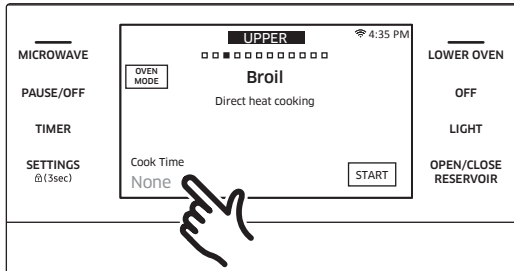 MICROWAVE
PAUSE/OFF
TIMER
SETTINGS
(3sec)
UPPER
4:35 PM
OVEN
MODE
Broil
Direct heat cooking
Cook Time
None
START
LOWER OVEN
OFF
LIGHT
OPEN/CLOSE
RESERVOIR